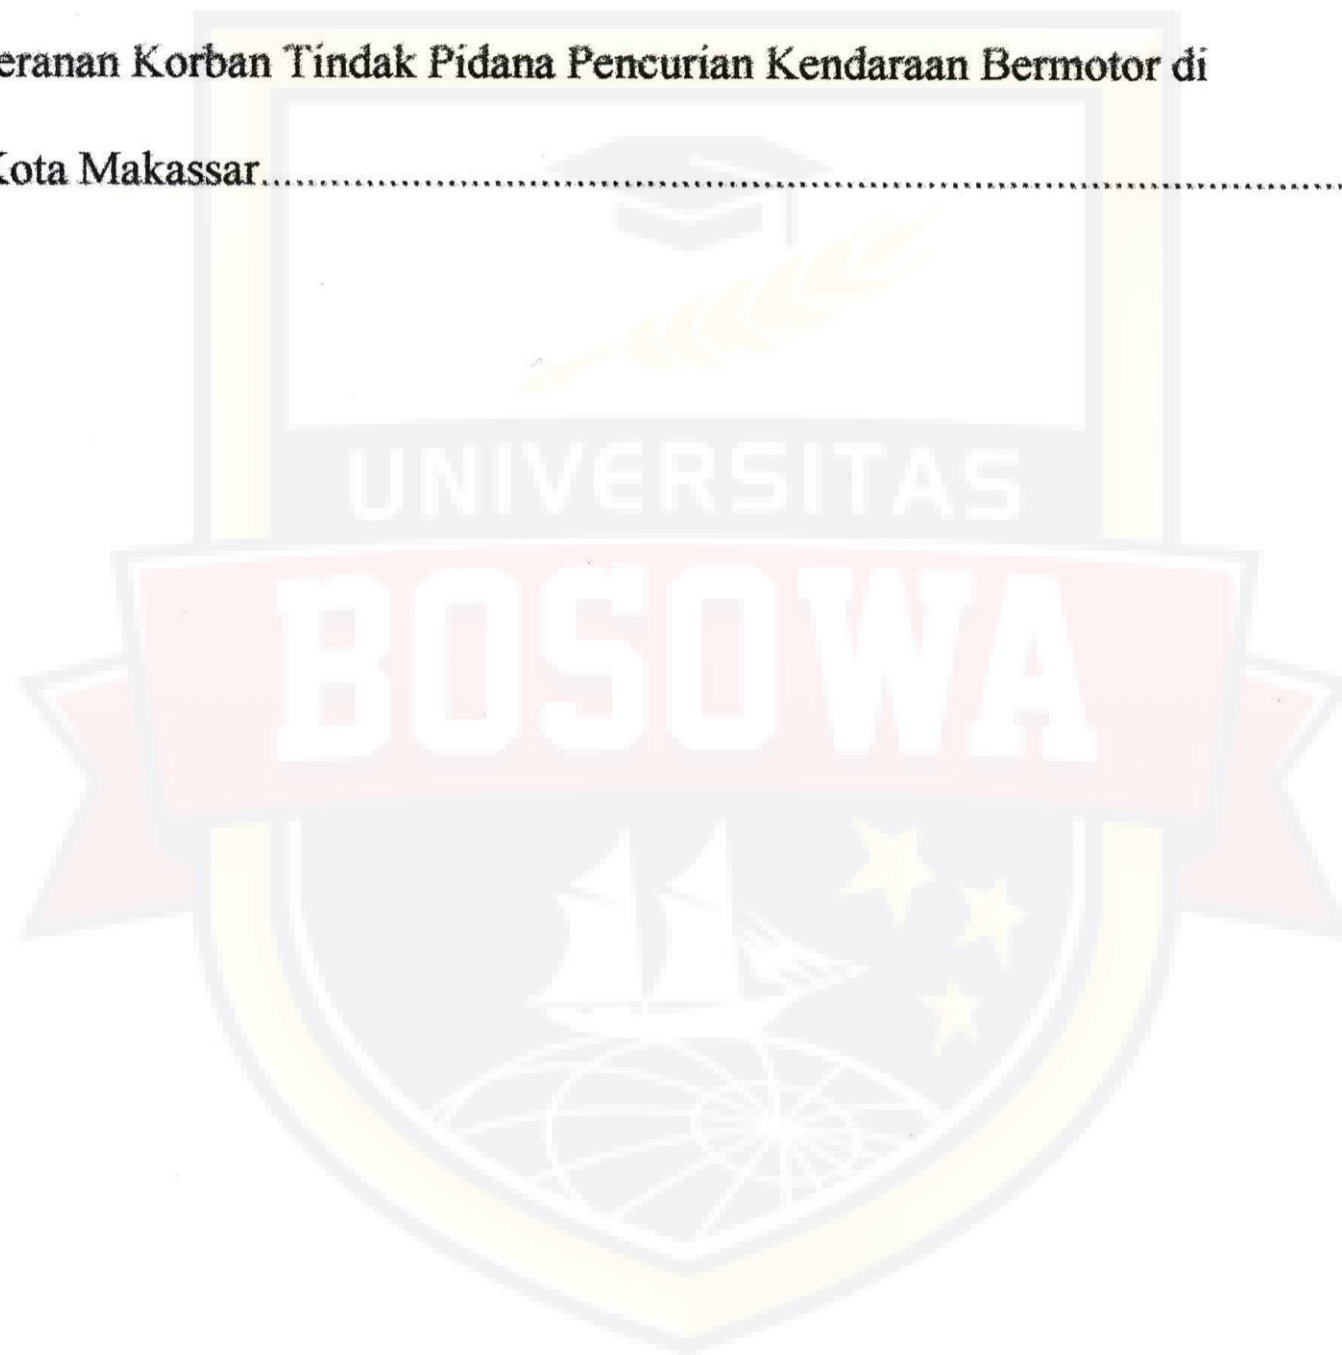 eranan Korban Tindak Pidana Pencurian Kendaraan Bermotor di
Kota Makassar..........................................................................................
UNIVERSITAS
BOSOWA